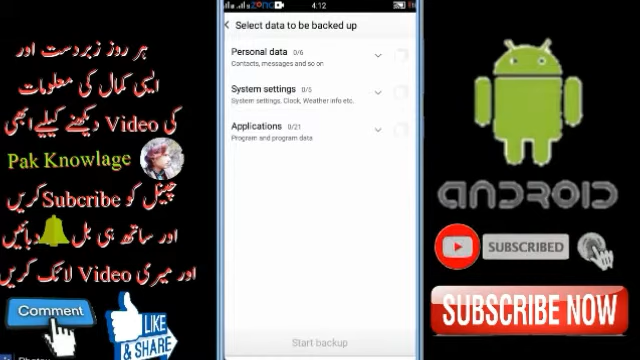 ZONG
4:12
Select data to be backed up
Personal data 0/6
Contacts, messages and so on
System settings 0/5
System settings, Clock, Weather info etc.
Applications 0/21
Program and program data
Start backup
ہر روز زبردست اور
ایسی کمال کی معلومات
کی Video دیکھنے کیلیے ابھی
Pak Knowlage
چینل کو Subcribe کریں
اور ساتھ ہی بل دبائیں
اور میری Video لائک کریں
Comment
LIKE
& SHARE
ANDROID
SUBSCRIBED
SUBSCRIBE NOW